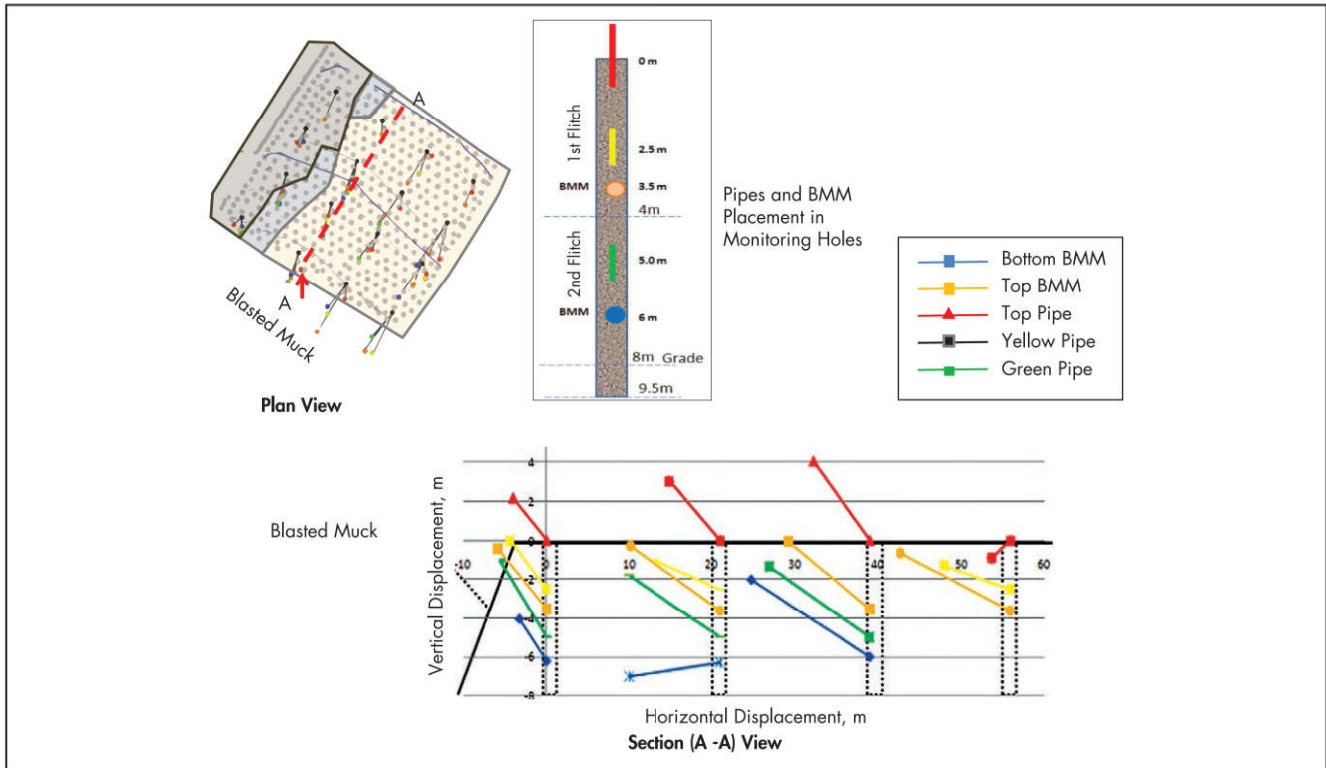 A
A
Blasted Muck
Plan View
0 m
1st Flitch
2.5 m
BMM
3.5 m
4m
2nd Flitch
5.0 m
BMM
6 m
8m Grade
9.5m
Pipes and BMM
Placement in
Monitoring Holes
Bottom BMM
Top BMM
Top Pipe
Yellow Pipe
Green Pipe
Blasted Muck
Vertical Displacement, m
4
2
0
-2
-4
-6
-8
10
0
10
20
30
40
50
60
Horizontal Displacement, m
Section (A -A) View